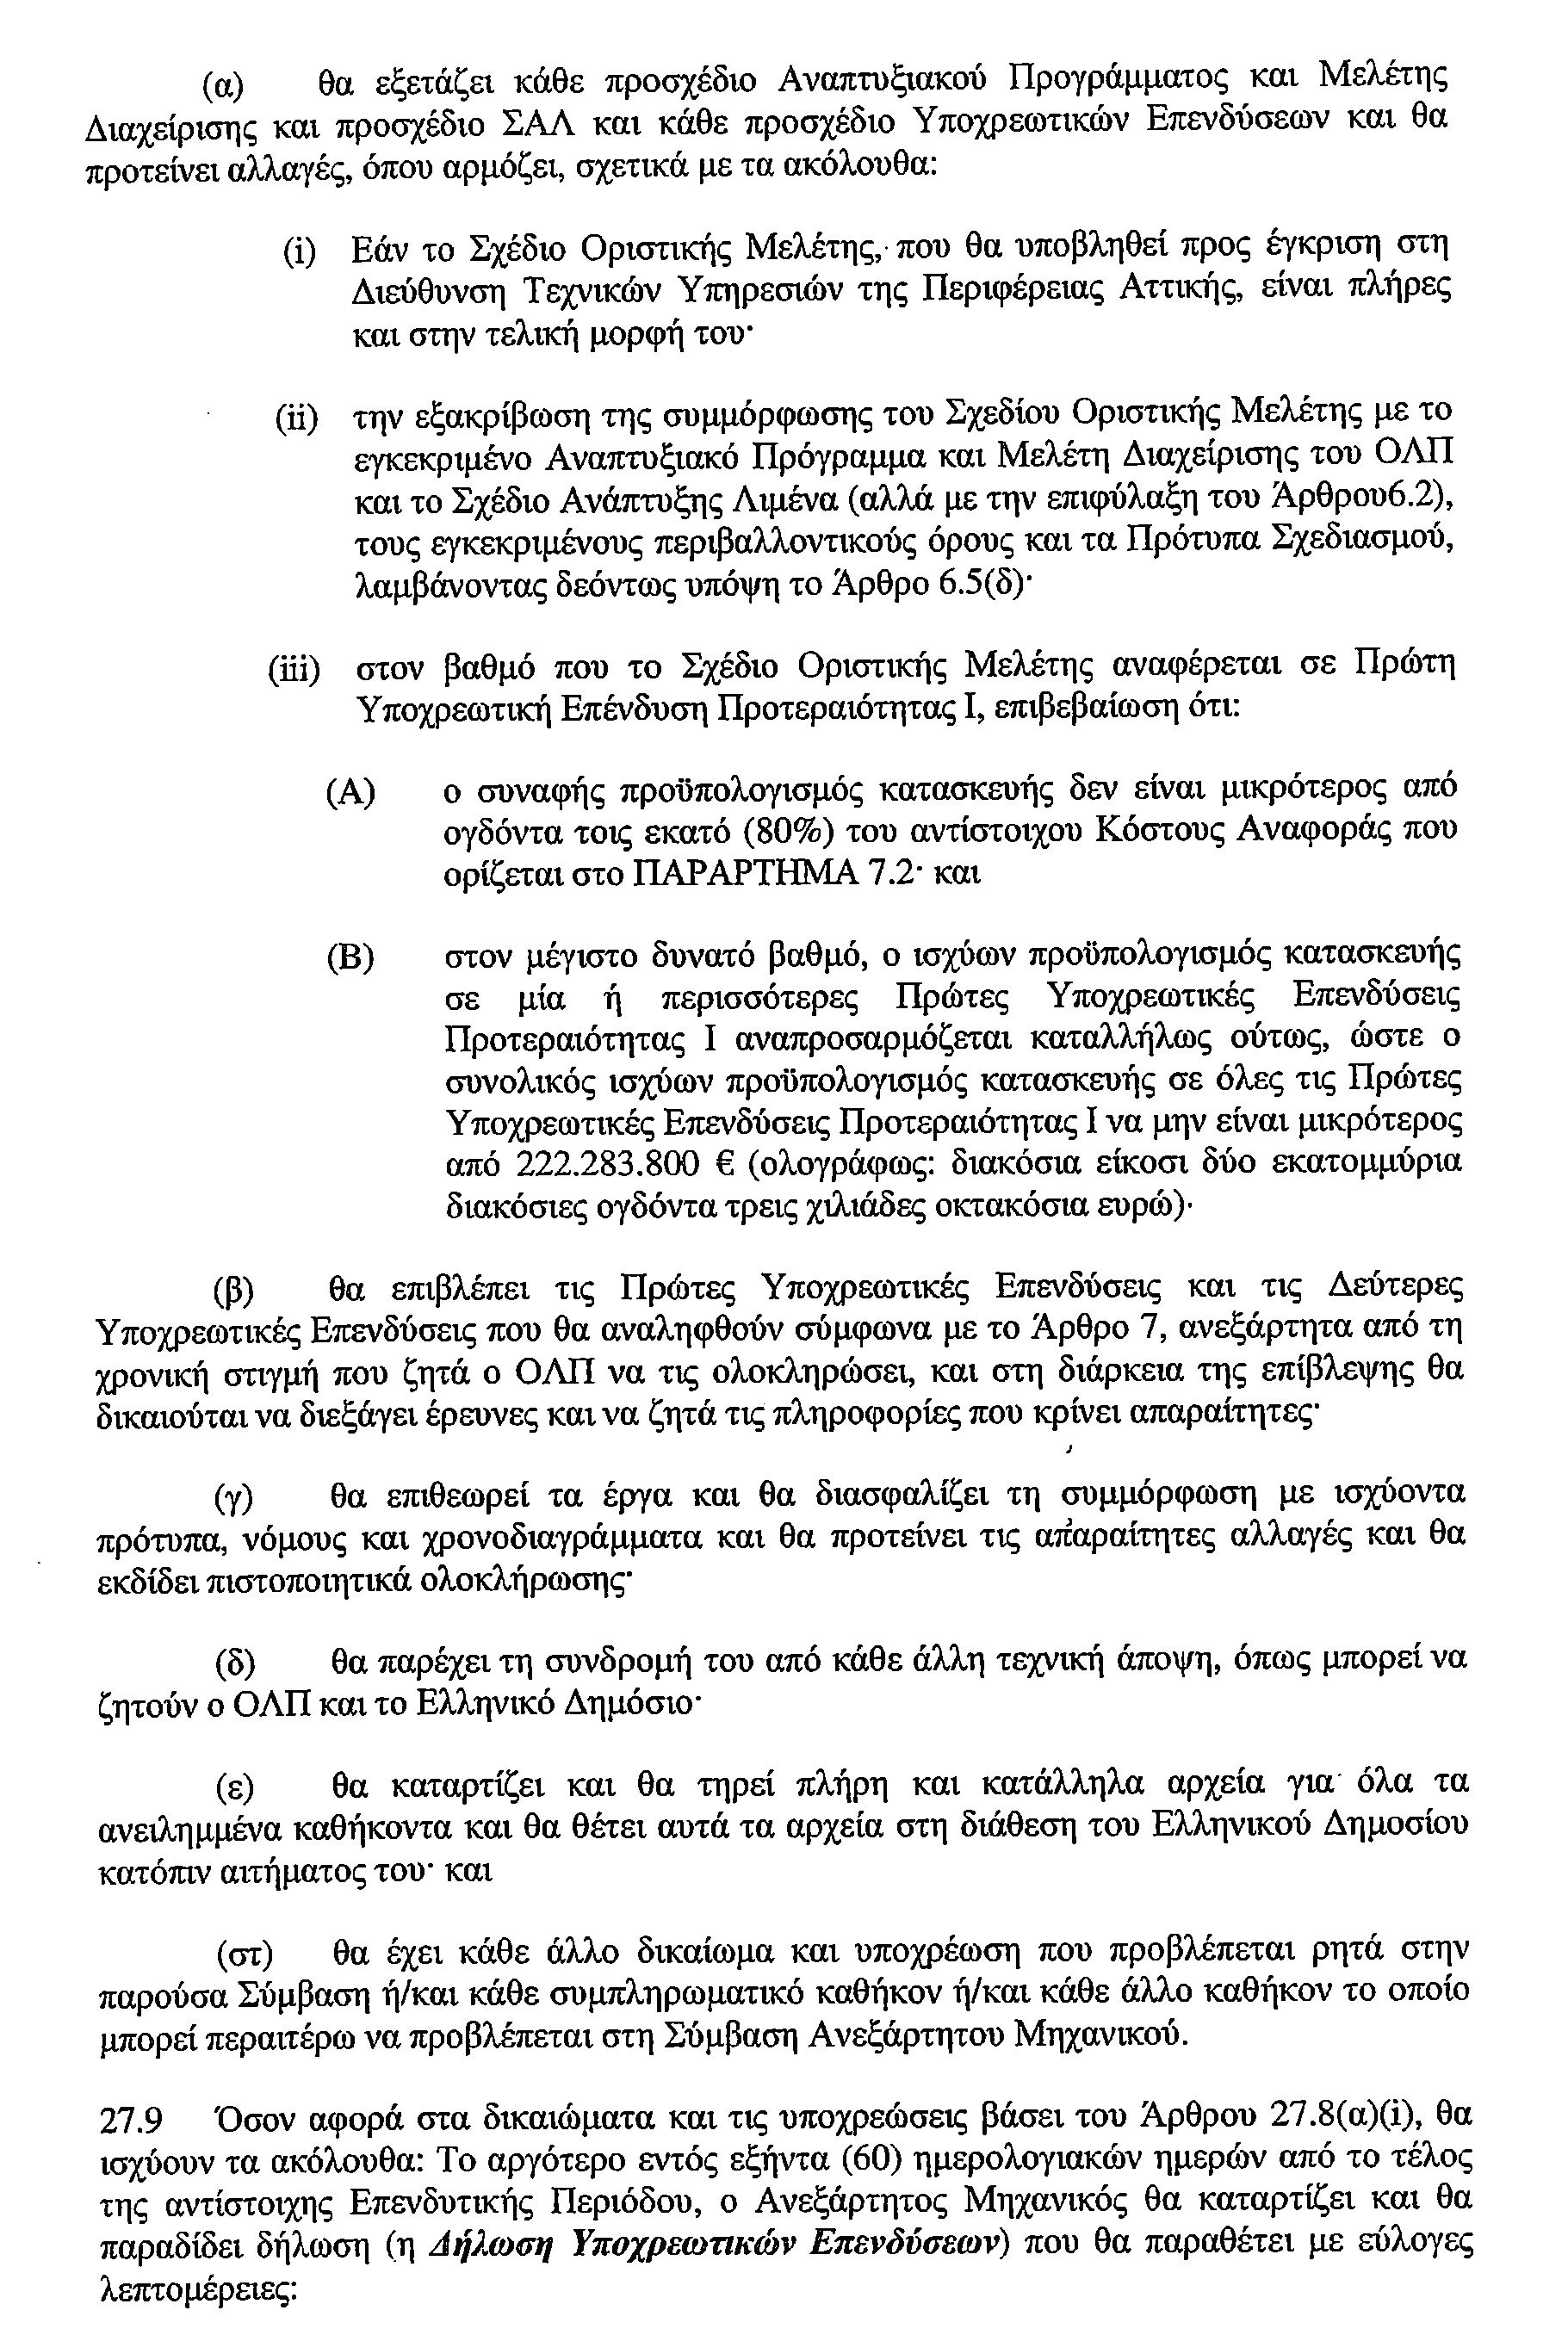 (α) θα εξετάζει κάθε προσχέδιο Αναπτυξιακού Προγράμματος και Μελέτης
Διαχείρισης και προσχέδιο ΣΑΛ και κάθε προσχέδιο Υποχρεωτικών Επενδύσεων και θα
προτείνει αλλαγές, όπου αρμόζει, σχετικά με τα ακόλουθα:
(i) Εάν το Σχέδιο Οριστικής Μελέτης, που θα υποβληθεί προς έγκριση στη
Διεύθυνση Τεχνικών Υπηρεσιών της Περιφέρειας Αττικής, είναι πλήρες
και στην τελική μορφή του·
(ii) την εξακρίβωση της συμμόρφωσης του Σχεδίου Οριστικής Μελέτης με το
εγκεκριμένο Αναπτυξιακό Πρόγραμμα και Μελέτη Διαχείρισης του ΟΛΠ
και το Σχέδιο Ανάπτυξης Λιμένα (αλλά με την επιφύλαξη του Άρθρου6.2),
τους εγκεκριμένους περιβαλλοντικούς όρους και τα Πρότυπα Σχεδιασμού,
λαμβάνοντας δεόντως υπόψη το Άρθρο 6.5(δ)·
(iii) στον βαθμό που το Σχέδιο Οριστικής Μελέτης αναφέρεται σε Πρώτη
Υποχρεωτική Επένδυση Προτεραιότητας Ι, επιβεβαίωση ότι:
(Α) ο συναφής προϋπολογισμός κατασκευής δεν είναι μικρότερος από
ογδόντα τοις εκατό (80%) του αντίστοιχου Κόστους Αναφοράς που
ορίζεται στο ΠΑΡΑΡΤΗΜΑ 7.2· και
(Β) στον μέγιστο δυνατό βαθμό, ο ισχύων προϋπολογισμός κατασκευής
σε μία ή περισσότερες Πρώτες Υποχρεωτικές Επενδύσεις
Προτεραιότητας Ι αναπροσαρμόζεται καταλλήλως ούτως, ώστε ο
συνολικός ισχύων προϋπολογισμός κατασκευής σε όλες τις Πρώτες
Υποχρεωτικές Επενδύσεις Προτεραιότητας Ι να μην είναι μικρότερος
από 222.283.800 € (ολογράφως: διακόσια είκοσι δύο εκατομμύρια
διακόσιες ογδόντα τρεις χιλιάδες οκτακόσια ευρώ)·
(β) θα επιβλέπει τις Πρώτες Υποχρεωτικές Επενδύσεις και τις Δεύτερες
Υποχρεωτικές Επενδύσεις που θα αναληφθούν σύμφωνα με το Άρθρο 7, ανεξάρτητα από τη
χρονική στιγμή που ζητά ο ΟΛΠ να τις ολοκληρώσει, και στη διάρκεια της επίβλεψης θα
δικαιούται να διεξάγει έρευνες και να ζητά τις πληροφορίες που κρίνει απαραίτητες·
(γ) θα επιθεωρεί τα έργα και θα διασφαλίζει τη συμμόρφωση με ισχύοντα
πρότυπα, νόμους και χρονοδιαγράμματα και θα προτείνει τις απαραίτητες αλλαγές και θα
εκδίδει πιστοποιητικά ολοκλήρωσης·
(δ) θα παρέχει τη συνδρομή του από κάθε άλλη τεχνική άποψη, όπως μπορεί να
ζητούν ο ΟΛΠ και το Ελληνικό Δημόσιο·
(ε) θα καταρτίζει και θα τηρεί πλήρη και κατάλληλα αρχεία για όλα τα
ανειλημμένα καθήκοντα και θα θέτει αυτά τα αρχεία στη διάθεση του Ελληνικού Δημοσίου
κατόπιν αιτήματος του· και
(στ) θα έχει κάθε άλλο δικαίωμα και υποχρέωση που προβλέπεται ρητά στην
παρούσα Σύμβαση ή/και κάθε συμπληρωματικό καθήκον ή/και κάθε άλλο καθήκον το οποίο
μπορεί περαιτέρω να προβλέπεται στη Σύμβαση Ανεξάρτητου Μηχανικού.
27.9 Όσον αφορά στα δικαιώματα και τις υποχρεώσεις βάσει του Άρθρου 27.8(α)(i), θα
ισχύουν τα ακόλουθα: Το αργότερο εντός εξήντα (60) ημερολογιακών ημερών από το τέλος
της αντίστοιχης Επενδυτικής Περιόδου, ο Ανεξάρτητος Μηχανικός θα καταρτίζει και θα
παραδίδει δήλωση (η Δήλωση Υποχρεωτικών Επενδύσεων) που θα παραθέτει με εύλογες
λεπτομέρειες: